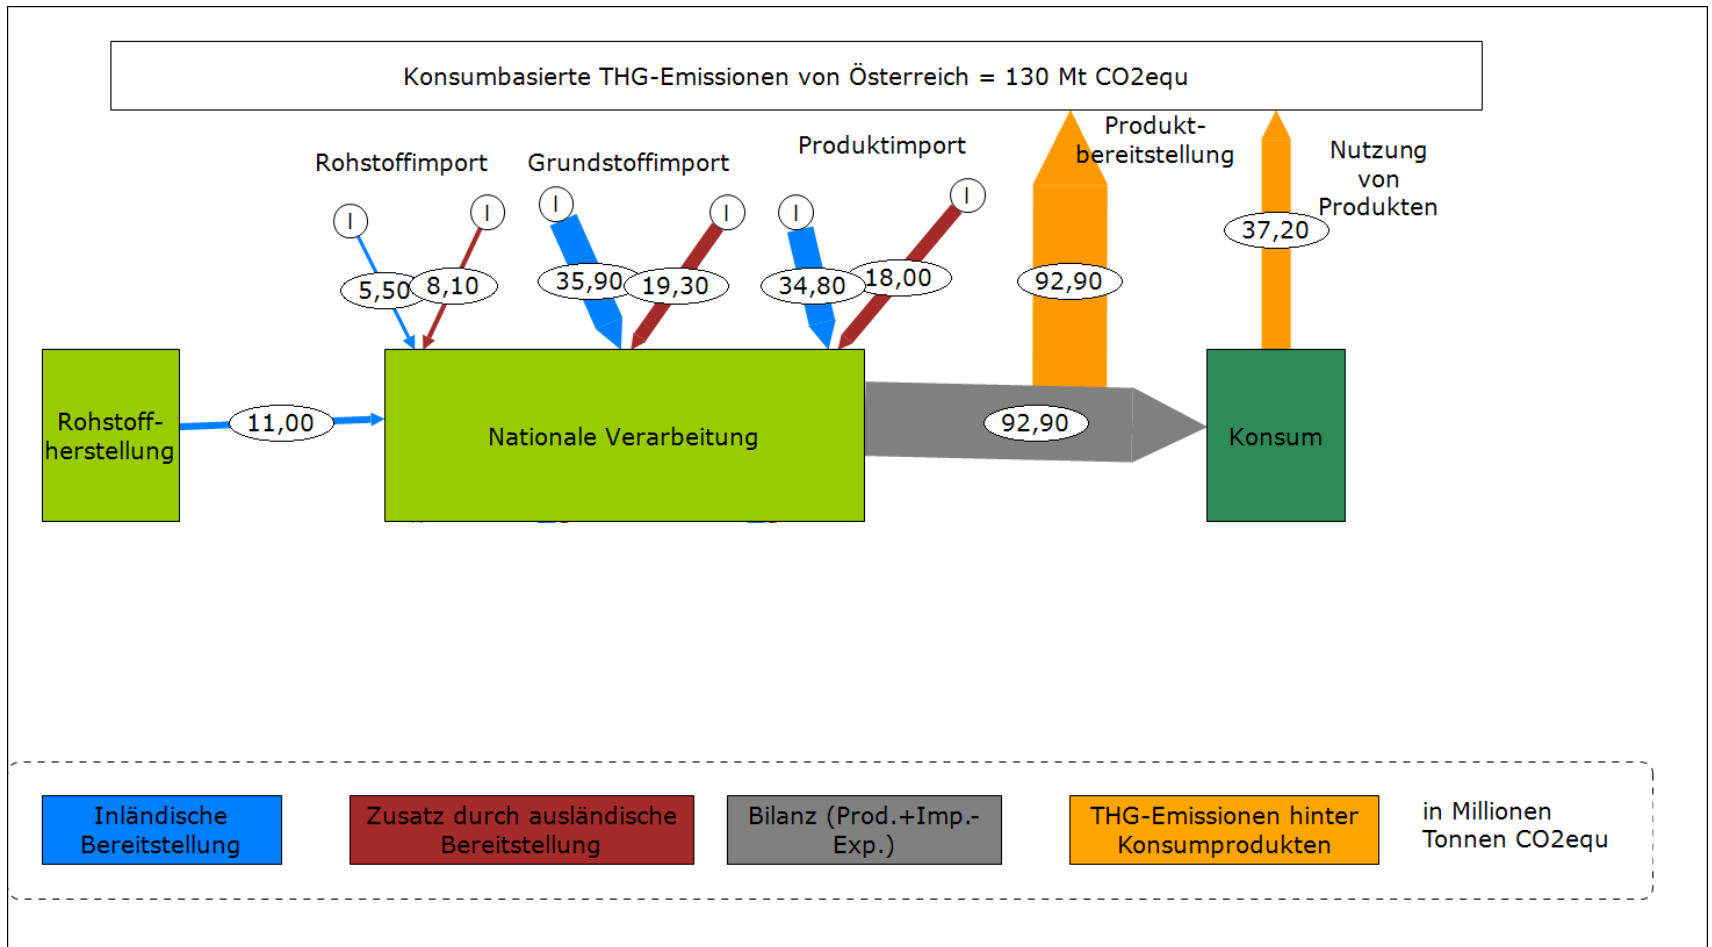 Konsumbasierte THG-Emissionen von Österreich = 130 Mt CO2equ
Rohstoffimport
Grundstoffimport
Produktimport
Produkt-
bereitstellung
Nutzung
von
Produkten
I
I
I
I
I
I
5,50
8,10
35,90
19,30
34,80
18,00
92,90
37,20
Rohstoff-
herstellung
11,00
Nationale Verarbeitung
92,90
Konsum
Inländische
Bereitstellung
Zusatz durch ausländische
Bereitstellung
Bilanz (Prod.+Imp.-
Exp.)
THG-Emissionen hinter
Konsumprodukten
in Millionen
Tonnen CO2equ